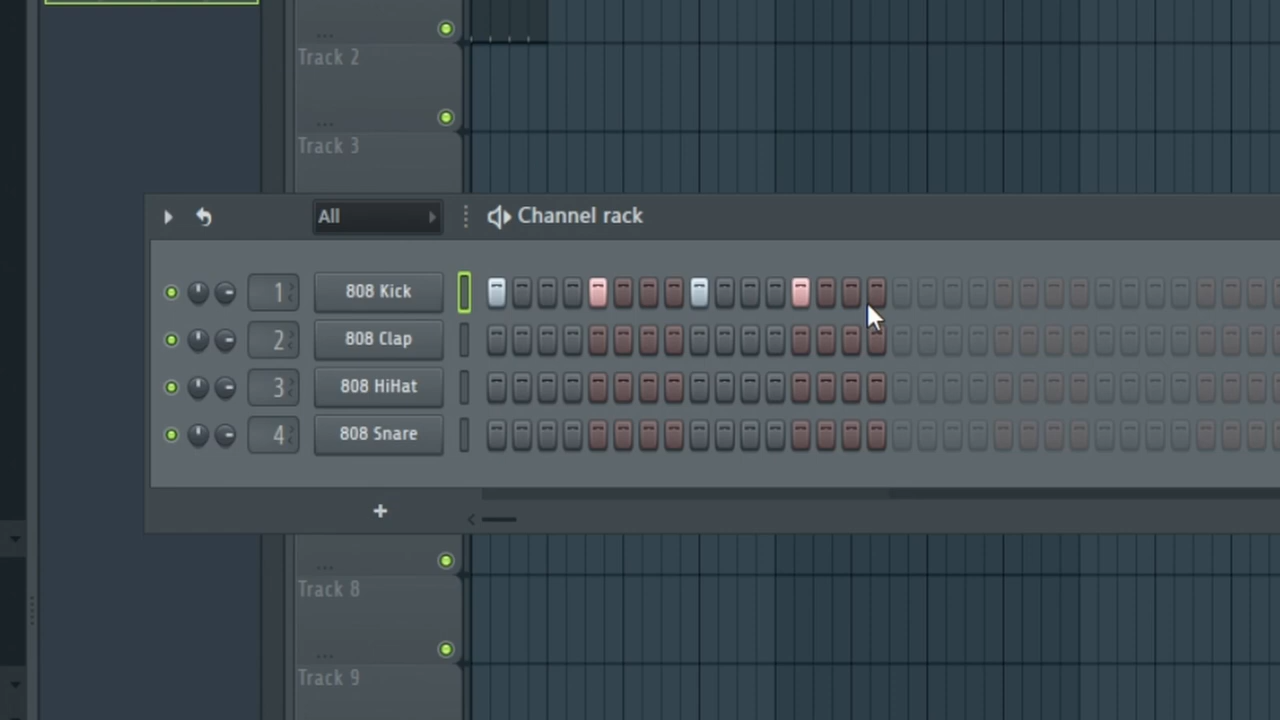 Track 2
Track 3
All
Channel rack
1 808 Kick
2 808 Clap
3 808 HiHat
4 808 Snare
+
Track 8
Track 9